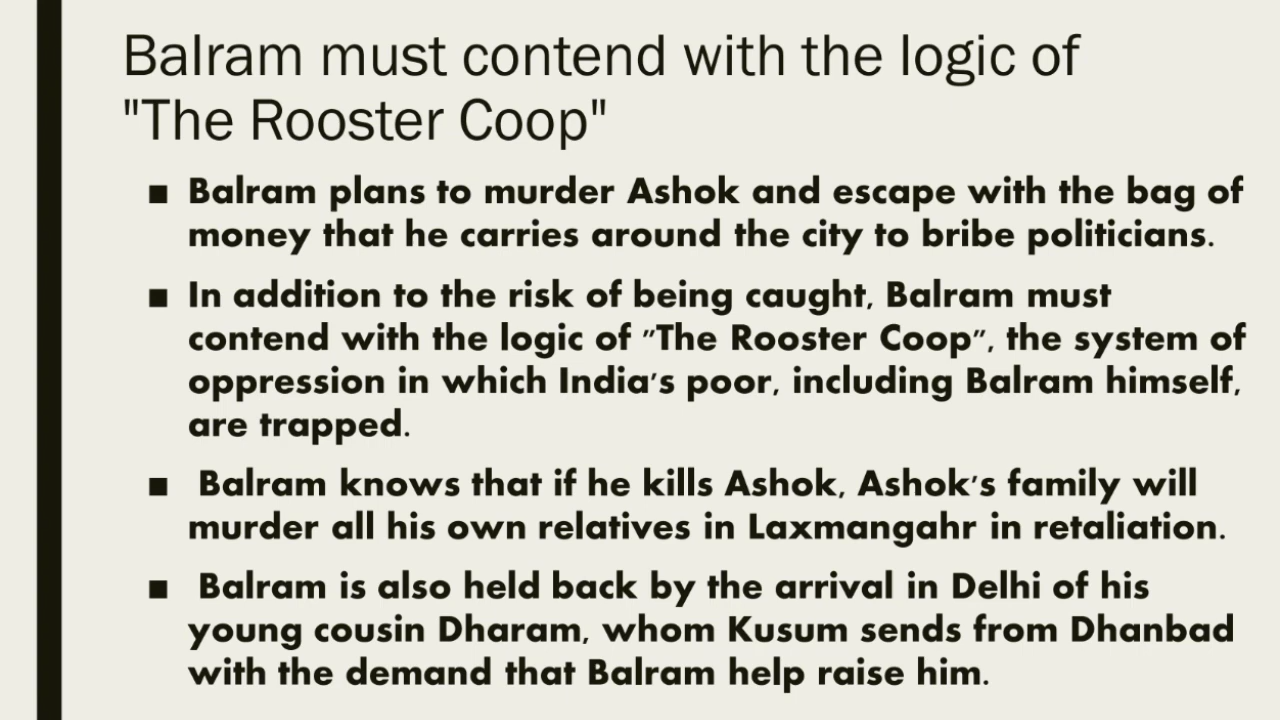 Balram must contend with the logic of
"The Rooster Coop"
■ Balram plans to murder Ashok and escape with the bag of
money that he carries around the city to bribe politicians.
■ In addition to the risk of being caught, Balram must
contend with the logic of "The Rooster Coop", the system of
oppression in which India's poor, including Balram himself,
are trapped.
■ Balram knows that if he kills Ashok, Ashok's family will
murder all his own relatives in Laxmangahr in retaliation.
■ Balram is also held back by the arrival in Delhi of his
young cousin Dharam, whom Kusum sends from Dhanbad
with the demand that Balram help raise him.